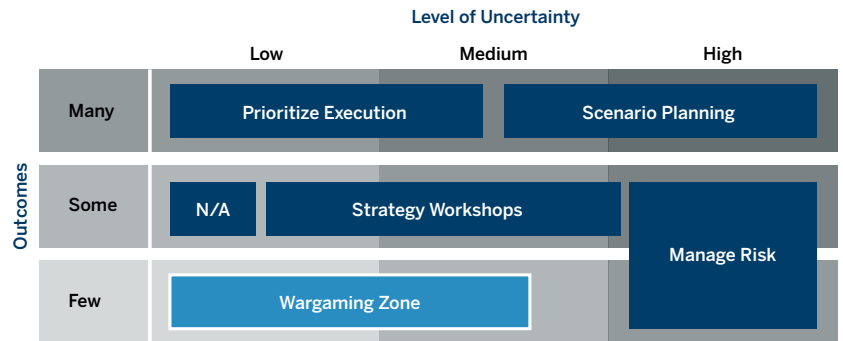 Level of Uncertainty
Low Medium High
Many Prioritize Execution Scenario Planning
Outcomes
Some N/A Strategy Workshops
Manage Risk
Few Wargaming Zone